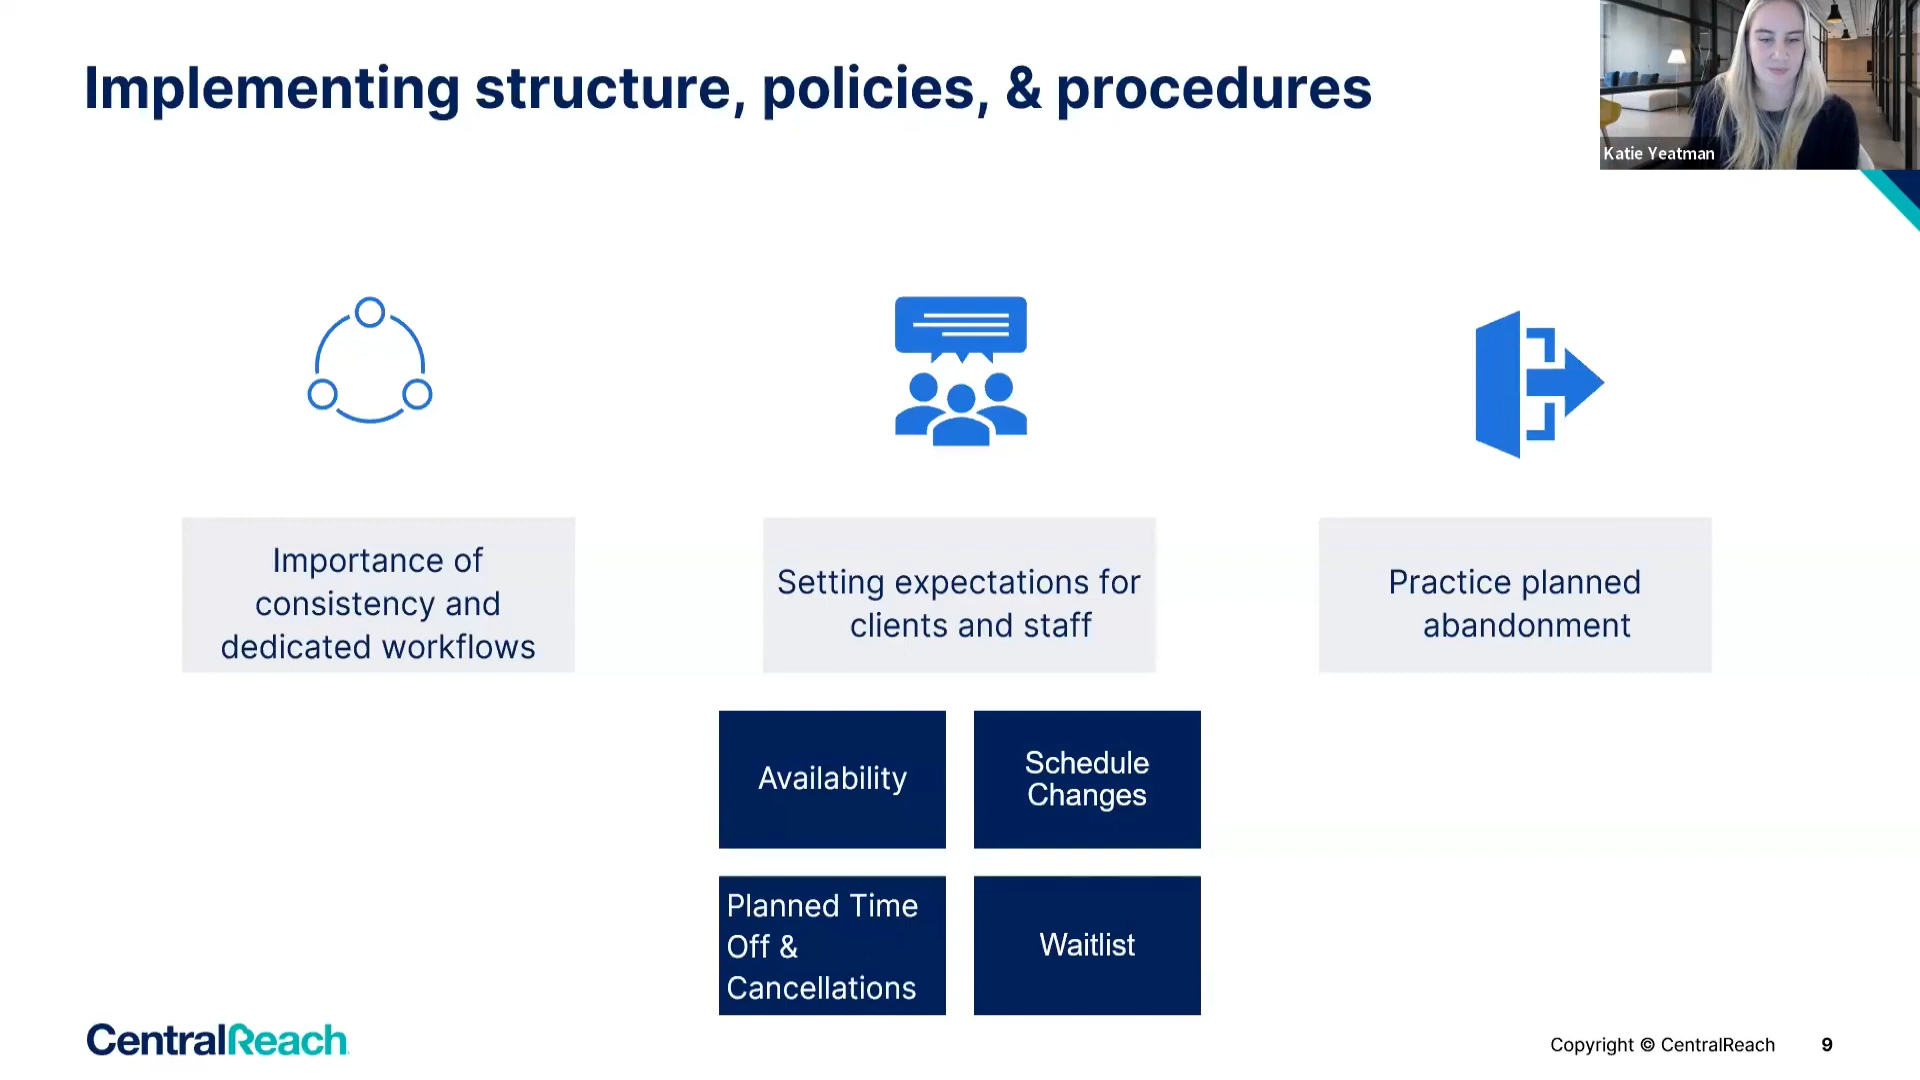 Implementing structure, policies, & procedures
Katie Yeatman
Importance of
consistency and
dedicated workflows
Setting expectations for
clients and staff
Practice planned
abandonment
Availability
Schedule
Changes
Planned Time
Off &
Cancellations
Waitlist
CentralReach
Copyright © CentralReach
9